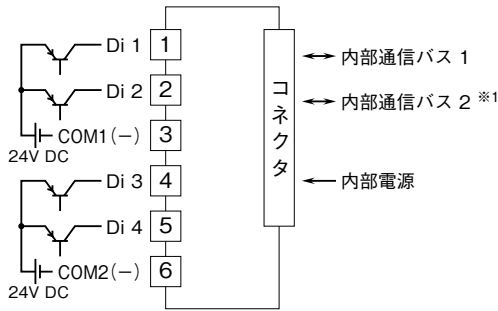 Di 1 1
Di 2 2
COM1(−) 3
24V DC
Di 3 4
Di 4 5
COM2(−) 6
24V DC
コネクタ
内部通信バス 1
内部通信バス 2 ※1
内部電源